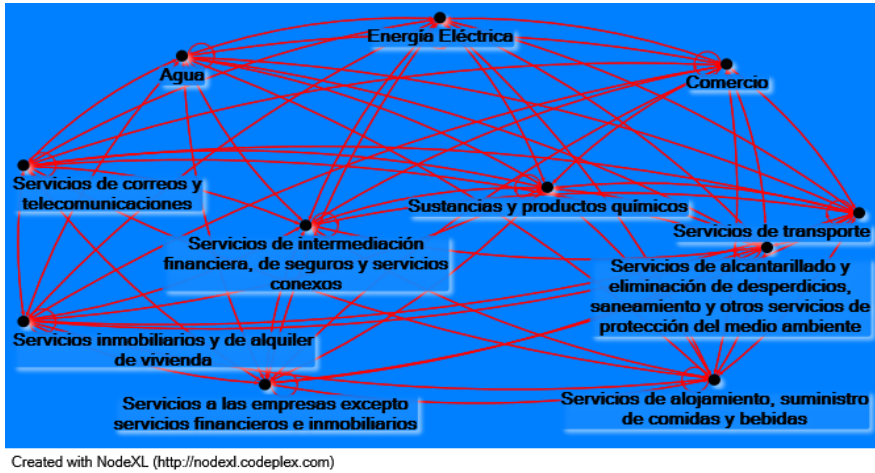 Energía Eléctrica
Agua
Comercio
Servicios de correos y
telecomunicaciones
Sustancias y productos químicos
Servicios de transporte
Servicios de intermediación
financiera, de seguros y servicios
conexos
Servicios de alcantarillado y
eliminación de desperdicios,
saneamiento y otros servicios de
protección del medio ambiente
Servicios inmobiliarios y de alquiler
de vivienda
Servicios a las empresas excepto
servicios financieros e inmobiliarios
Servicios de alojamiento, suministro
de comidas y bebidas
Created with NodeXL (http://nodexl.codeplex.com)